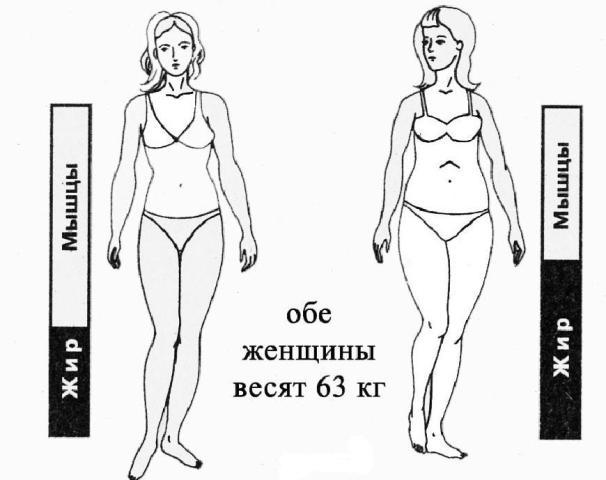 Мышцы
Жир
обе
женщины
весят 63 кг
Мышцы
Жир